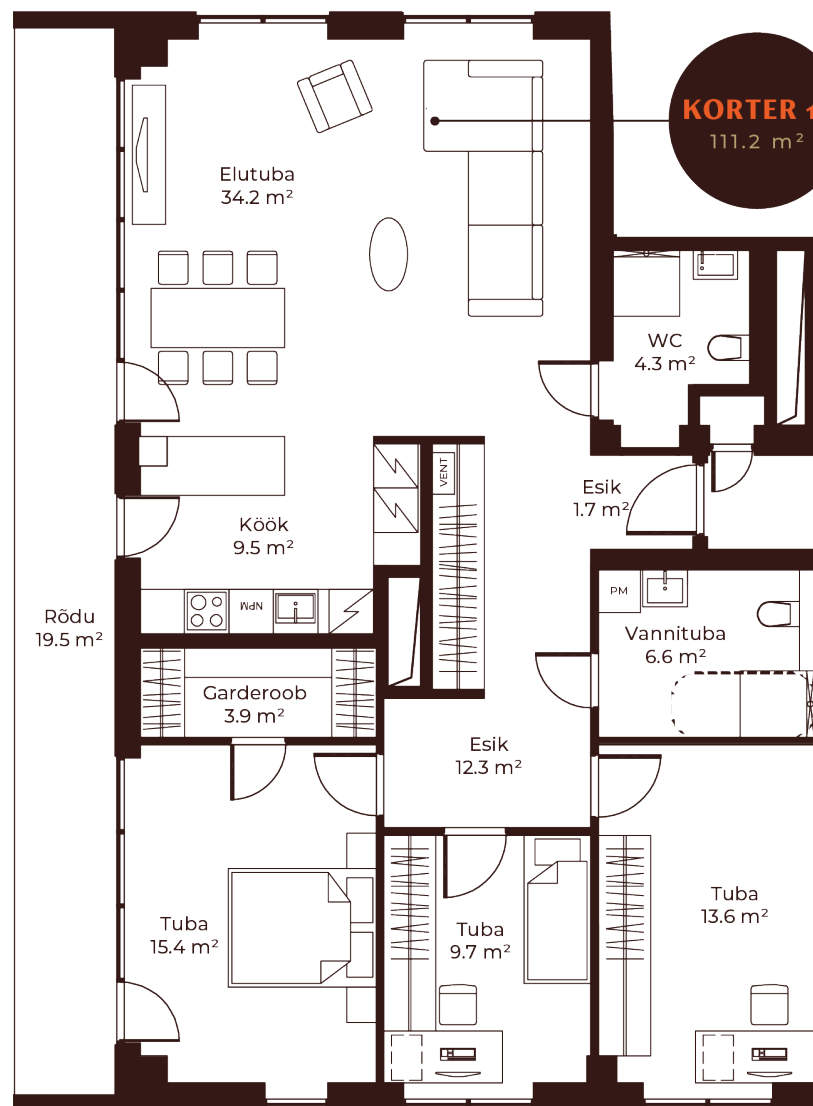 KORTER 1
111.2 m²
Elutuba
34.2 m²
WC
4.3 m²
VENT
Esik
1.7 m²
Köök
9.5 m²
NPM
PM
Rõdu
19.5 m²
Vannituba
6.6 m²
Garderoob
3.9 m²
Esik
12.3 m²
Tuba
15.4 m²
Tuba
9.7 m²
Tuba
13.6 m²